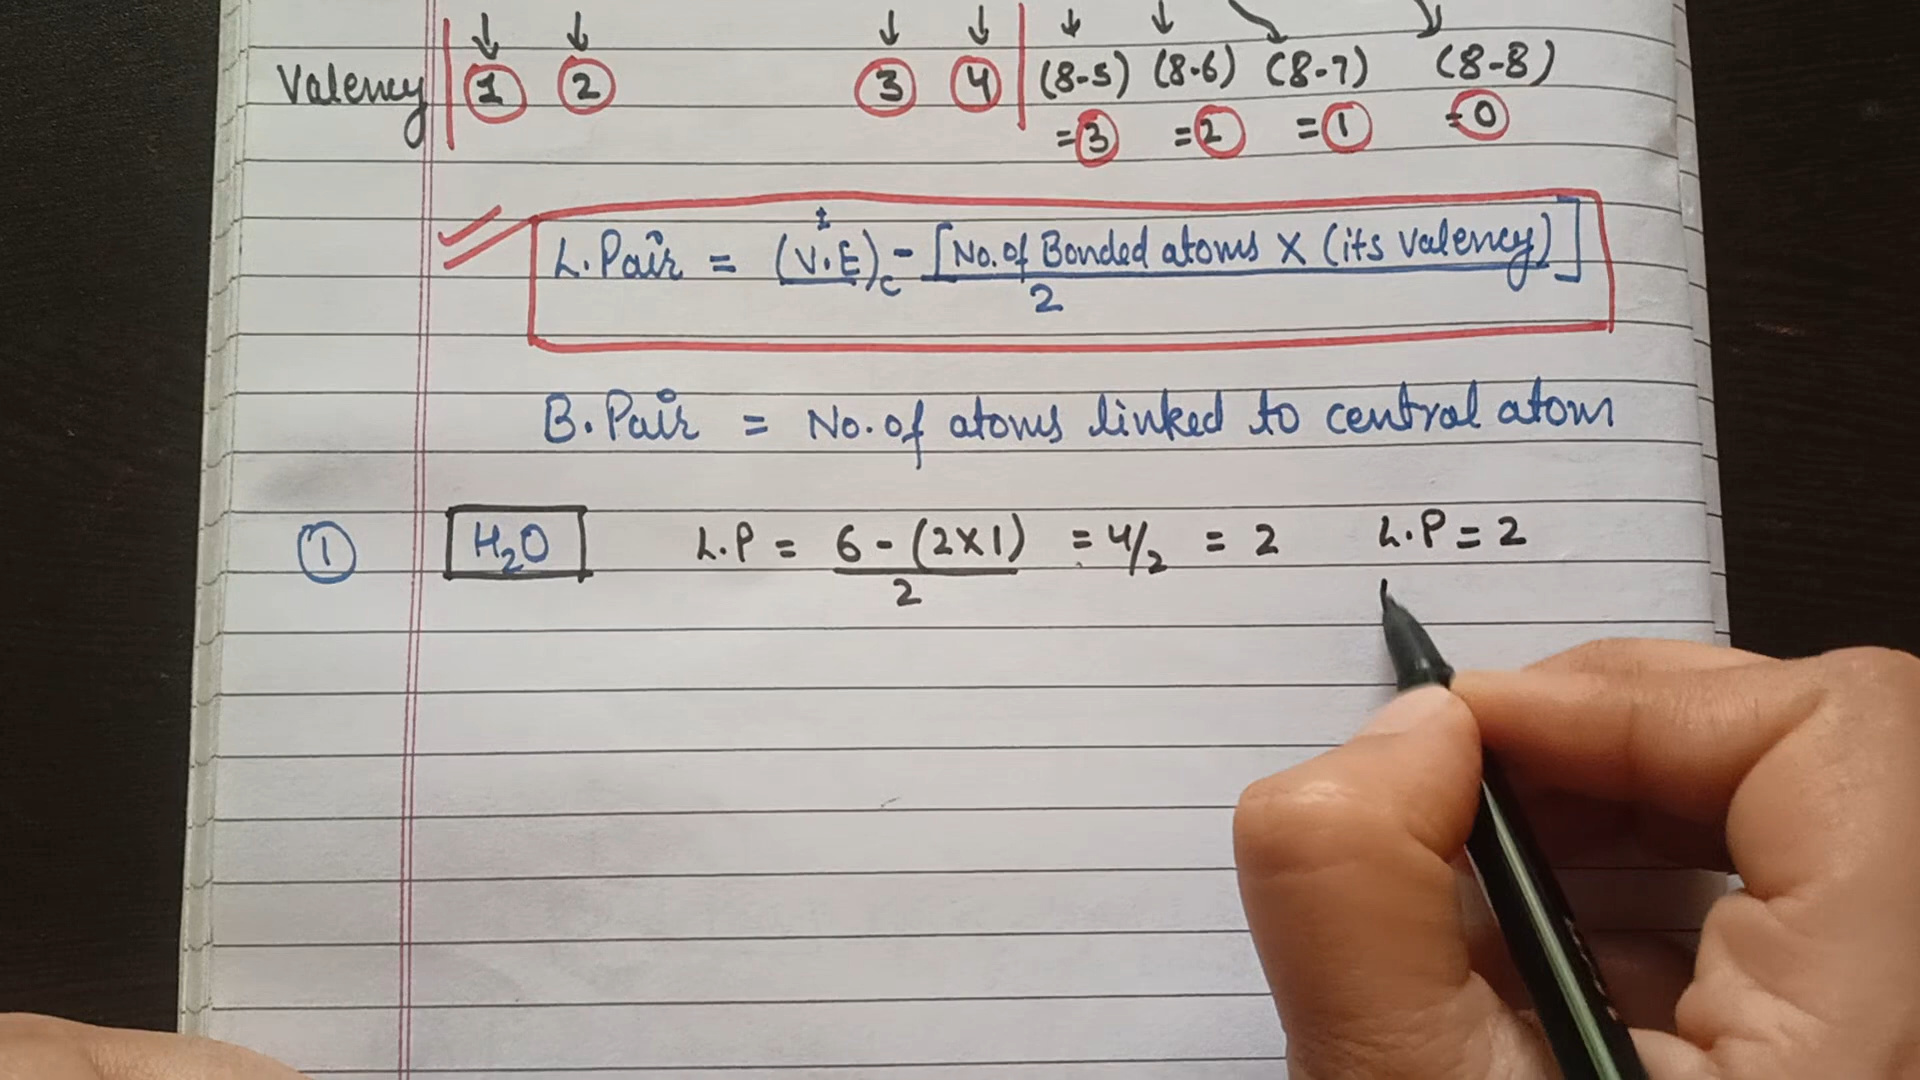 Valency 1 2 3 4 (8-5) (8-6) (8-7) (8-8)
=3 =2 =1 =0
L.Pair = (V.E)c ± - [No. of Bonded atoms X (its valency)]
2
B.Pair = No. of atoms linked to central atom
1 H₂O L.P = 6 - (2X1) = 4/2 = 2 L.P = 2
2